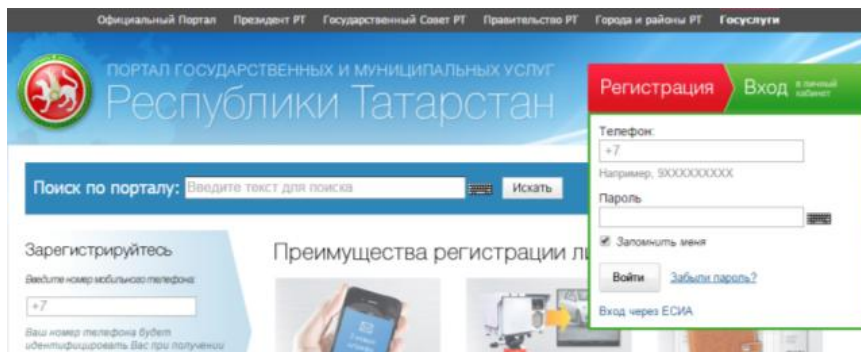 Официальный Портал Президент РТ Государственный Совет РТ Правительство РТ Города и районы РТ Госуслуги
ПОРТАЛ ГОСУДАРСТВЕННЫХ И МУНИЦИПАЛЬНЫХ УСЛУГ
Республики Татарстан
Регистрация Вход в личный кабинет
Телефон:
+7
Например, 9XXXXXXXXX
Пароль
Запомнить меня
Войти Забыли пароль?
Вход через ЕСИА
Поиск по порталу: Введите текст для поиска Искать
Зарегистрируйтесь
Введите номер мобильного телефона:
+7
Ваш номер телефона будет
идентифицировать Вас при получении
Преимущества регистрации ли